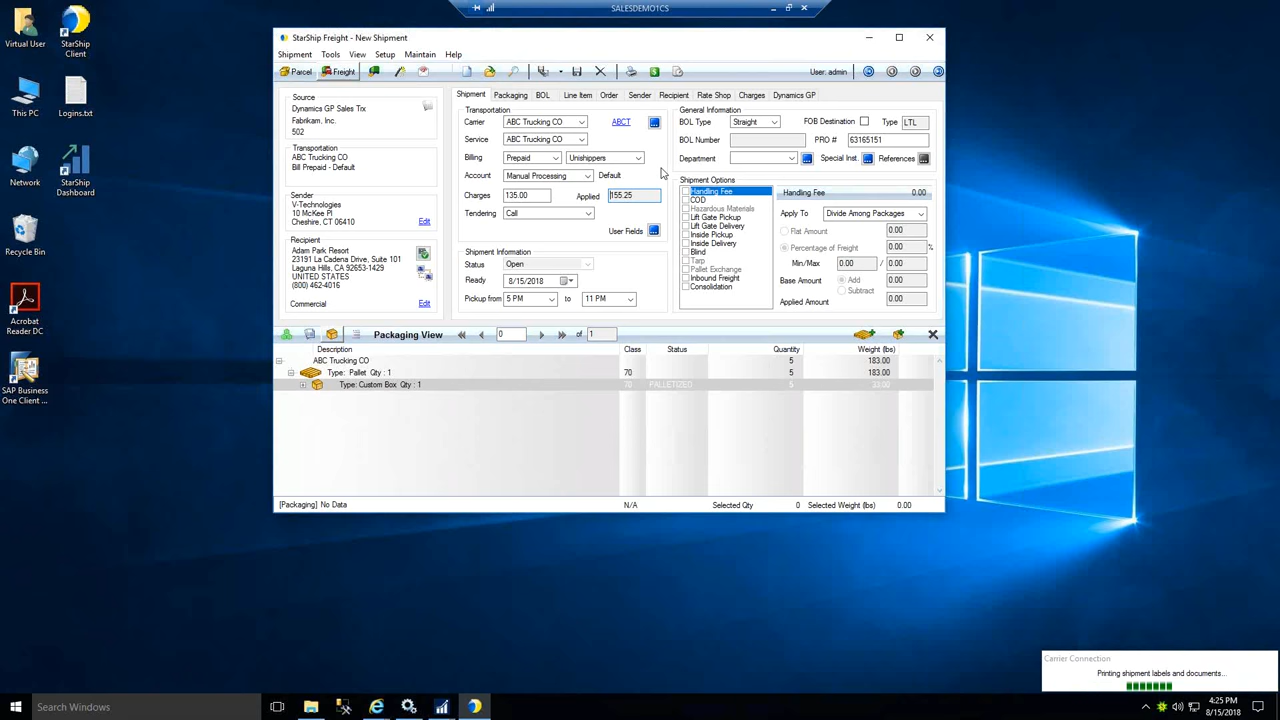 SALESDEMO1CS
Virtual User
StarShip Client
This PC
Logins.txt
Network
StarShip Dashboard
Recycle Bin
Acrobat Reader DC
SAP Business One Client ...
StarShip Freight - New Shipment
Shipment Tools View Setup Maintain Help
Parcel Freight User: admin
Source
Dynamics GP Sales Trx
Fabrikam, Inc.
502
Transportation
ABC Trucking CO
Bill Prepaid - Default
Sender
V-Technologies
10 McKee Pl
Cheshire, CT 06410 Edit
Recipient
Adam Park Resort
23191 La Cadena Drive, Suite 101
Laguna Hills, CA 92653-1429
UNITED STATES
(800) 462-4016
Commercial Edit
Shipment Packaging BOL Line Item Order Sender Recipient Rate Shop Charges Dynamics GP
Transportation
Carrier ABC Trucking CO ABCT
Service ABC Trucking CO
Billing Prepaid Unishippers
Account Manual Processing Default
Charges 135.00 Applied 155.25
Tendering Call
User Fields
Shipment Information
Status Open
Ready 8/15/2018
Pickup from 5 PM to 11 PM
General Information
BOL Type Straight FOB Destination Type LTL
BOL Number PRO # 63165151
Department Special Inst. References
Shipment Options
Handling Fee
COD
Hazardous Materials
Lift Gate Pickup
Lift Gate Delivery
Inside Pickup
Inside Delivery
Blind
Tarp
Pallet Exchange
Inbound Freight
Consolidation
Handling Fee 0.00
Apply To Divide Among Packages
Flat Amount 0.00
Percentage of Freight 0.00 %
Min/Max 0.00 / 0.00
Base Amount Add 0.00
Subtract
Applied Amount 0.00
Packaging View 0 of 1
Description Class Status Quantity Weight (lbs)
ABC Trucking CO 5 183.00
Type: Pallet Qty : 1 70 5 183.00
Type: Custom Box Qty : 1 70 PALLETIZED 5 33.00
[Packaging] No Data N/A Selected Qty 0 Selected Weight (lbs) 0.00
Carrier Connection
Printing shipment labels and documents...
Search Windows
4:25 PM
8/15/2018